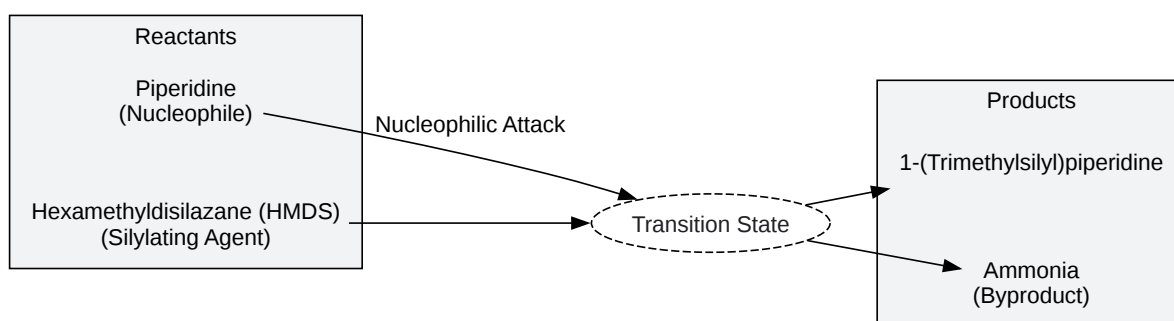 Reactants
Piperidine
(Nucleophile)
Nucleophilic Attack
Hexamethyldisilazane (HMDS)
(Silylating Agent)
Transition State
Products
1-(Trimethylsilyl)piperidine
Ammonia
(Byproduct)